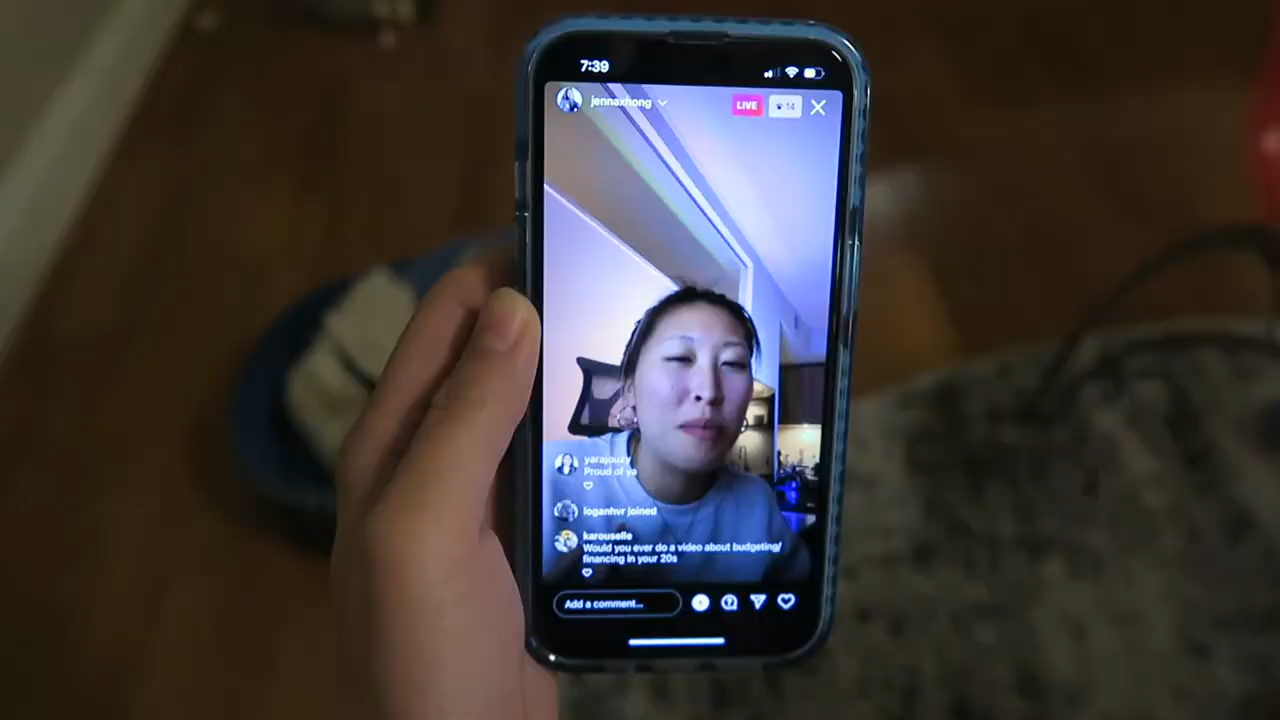 7:39
jennaxhong
LIVE
14
yarajouzy
Proud of ya
loganhvr joined
karouselle
Would you ever do a video about budgeting/
financing in your 20s
Add a comment...